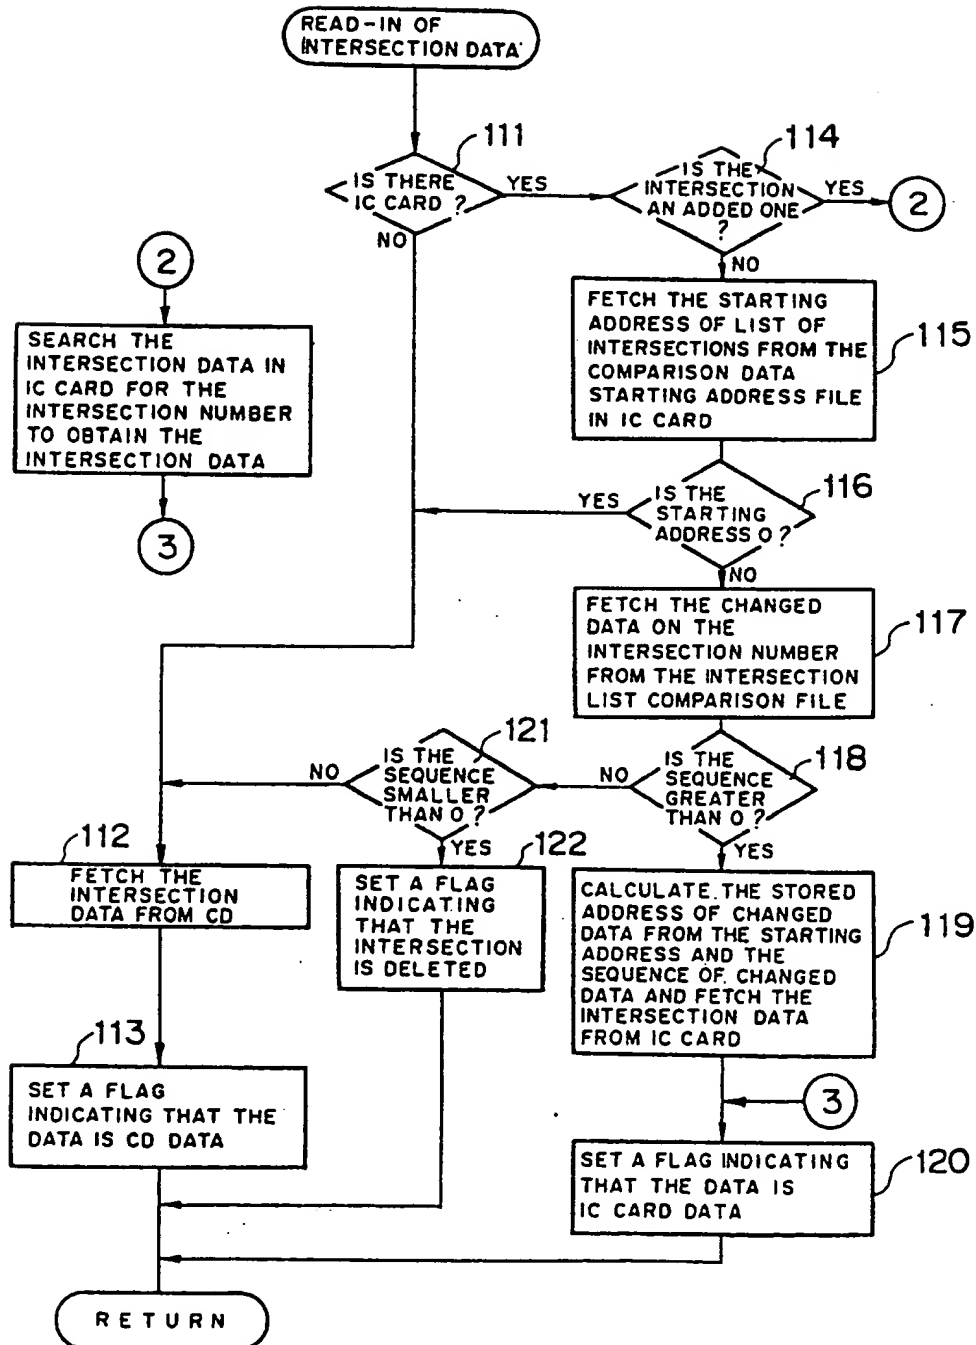 READ-IN OF
INTERSECTION DATA
111
IS THERE
IC CARD ?
YES
NO
114
IS THE
INTERSECTION
AN ADDED ONE
?
YES
2
NO
2
SEARCH THE
INTERSECTION DATA IN
IC CARD FOR THE
INTERSECTION NUMBER
TO OBTAIN THE
INTERSECTION DATA
3
FETCH THE STARTING
ADDRESS OF LIST OF
INTERSECTIONS FROM THE
COMPARISON DATA
STARTING ADDRESS FILE
IN IC CARD
115
116
IS THE
STARTING
ADDRESS 0 ?
YES
NO
FETCH THE CHANGED
DATA ON THE
INTERSECTION NUMBER
FROM THE INTERSECTION
LIST COMPARISON FILE
117
118
IS THE
SEQUENCE
GREATER
THAN 0 ?
NO
YES
121
IS THE
SEQUENCE
SMALLER
THAN 0 ?
NO
YES
112
FETCH THE
INTERSECTION
DATA FROM CD
122
SET A FLAG
INDICATING
THAT THE
INTERSECTION
IS DELETED
CALCULATE. THE STORED
ADDRESS OF CHANGED
DATA FROM THE STARTING
ADDRESS AND THE
SEQUENCE OF. CHANGED
DATA AND FETCH THE
INTERSECTION DATA
FROM IC CARD
119
113
SET A FLAG
INDICATING THAT THE
DATA IS CD DATA
3
SET A FLAG INDICATING
THAT THE DATA IS
IC CARD DATA
120
RETURN